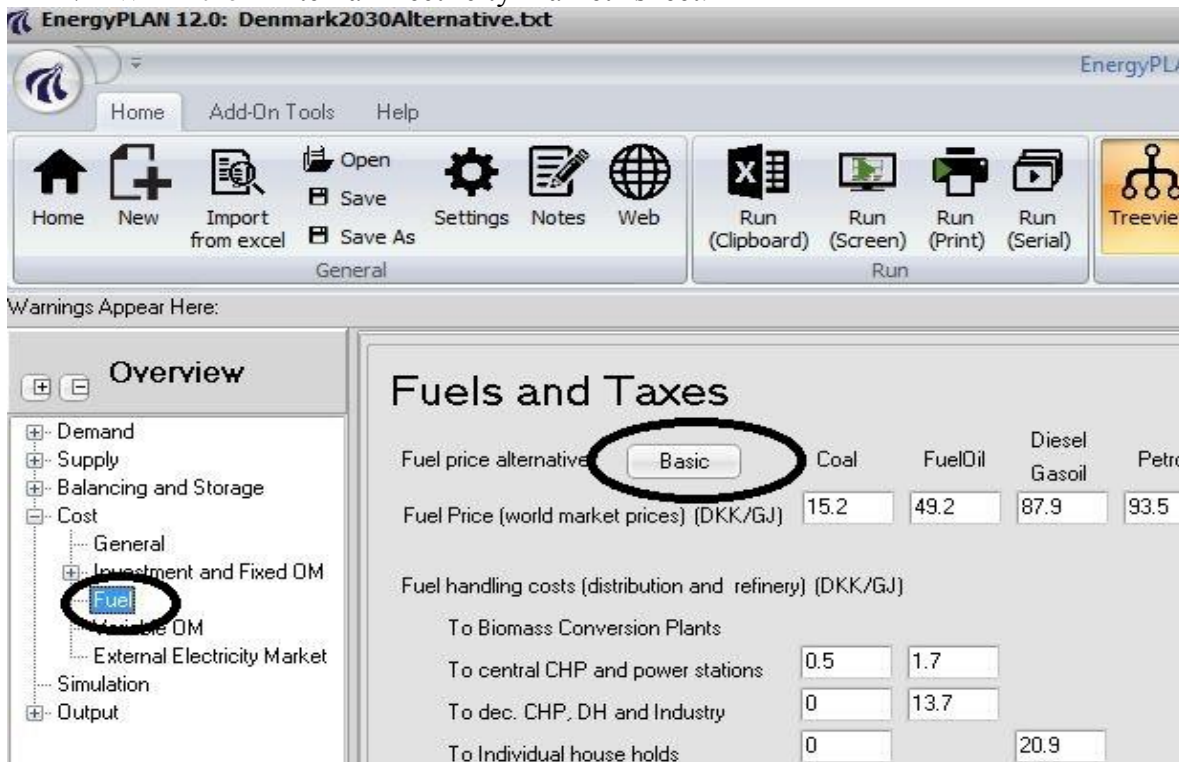 EnergyPLAN 12.0: Denmark2030Alternative.txt
Home Add-On Tools Help
Home
New
Import
from excel
Open
Save
Save As
Settings
Notes
Web
General
Run
(Clipboard)
Run
(Screen)
Run
(Print)
Run
(Serial)
Run
Warnings Appear Here:
Overview
Demand
Supply
Balancing and Storage
Cost
General
Investment and Fixed OM
Fuel
Variable OM
External Electricity Market
Simulation
Output
Fuels and Taxes
Fuel price alternative Basic Coal FuelOil Diesel
Gasoil
Fuel Price (world market prices) (DKK/GJ) 15.2 49.2 87.9 93.5
Fuel handling costs (distribution and refinery) (DKK/GJ)
To Biomass Conversion Plants
To central CHP and power stations 0.5 1.7
To dec. CHP, DH and Industry 0 13.7
To Individual house holds 0 20.9